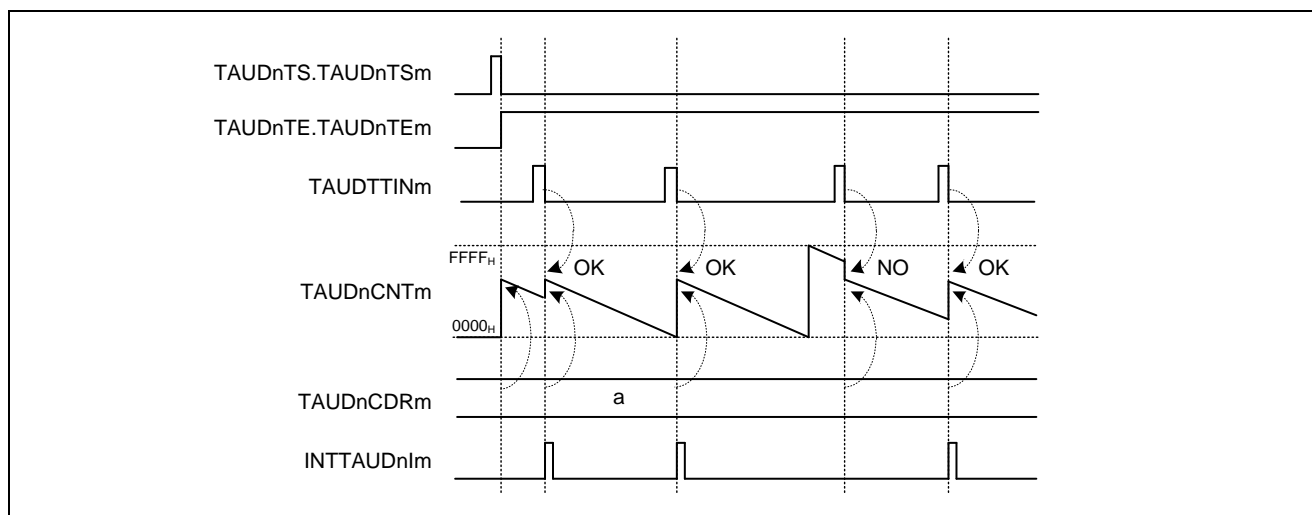 TAUDnTS.TAUDnTSm
TAUDnTE.TAUDnTEm
TAUDTTINm
FFFFH
OK
OK
NO
OK
TAUDnCNTm
0000H
TAUDnCDRm
a
INTTAUDnIm